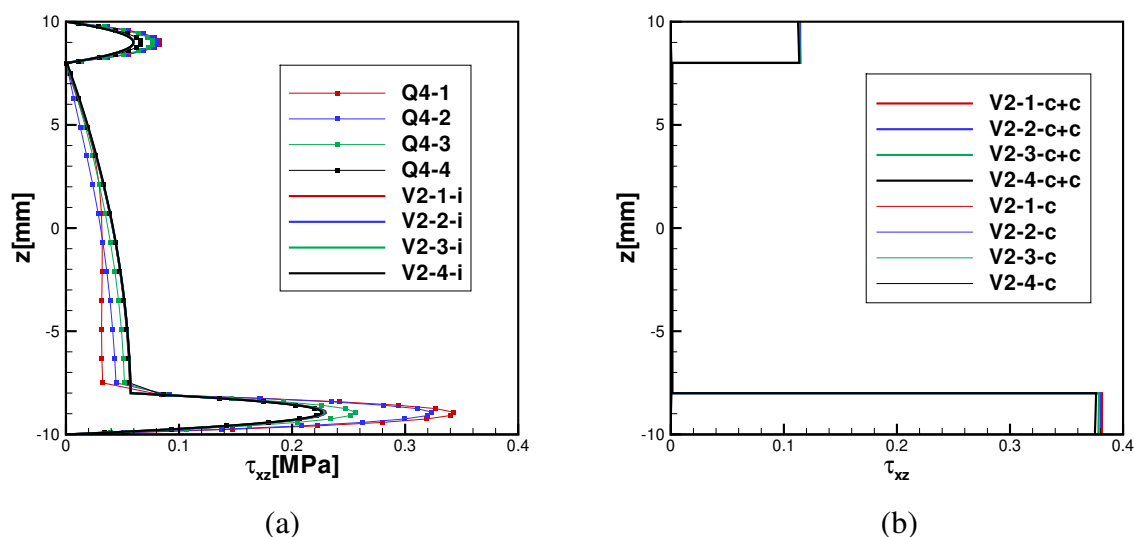 10
5
0
-5
-10
z[mm]
0
0.1
0.2
0.3
0.4
τxz[MPa]
Q4-1
Q4-2
Q4-3
Q4-4
V2-1-i
V2-2-i
V2-3-i
V2-4-i
(a)
10
5
0
-5
-10
z[mm]
0
0.1
0.2
0.3
0.4
τxz
V2-1-c+c
V2-2-c+c
V2-3-c+c
V2-4-c+c
V2-1-c
V2-2-c
V2-3-c
V2-4-c
(b)